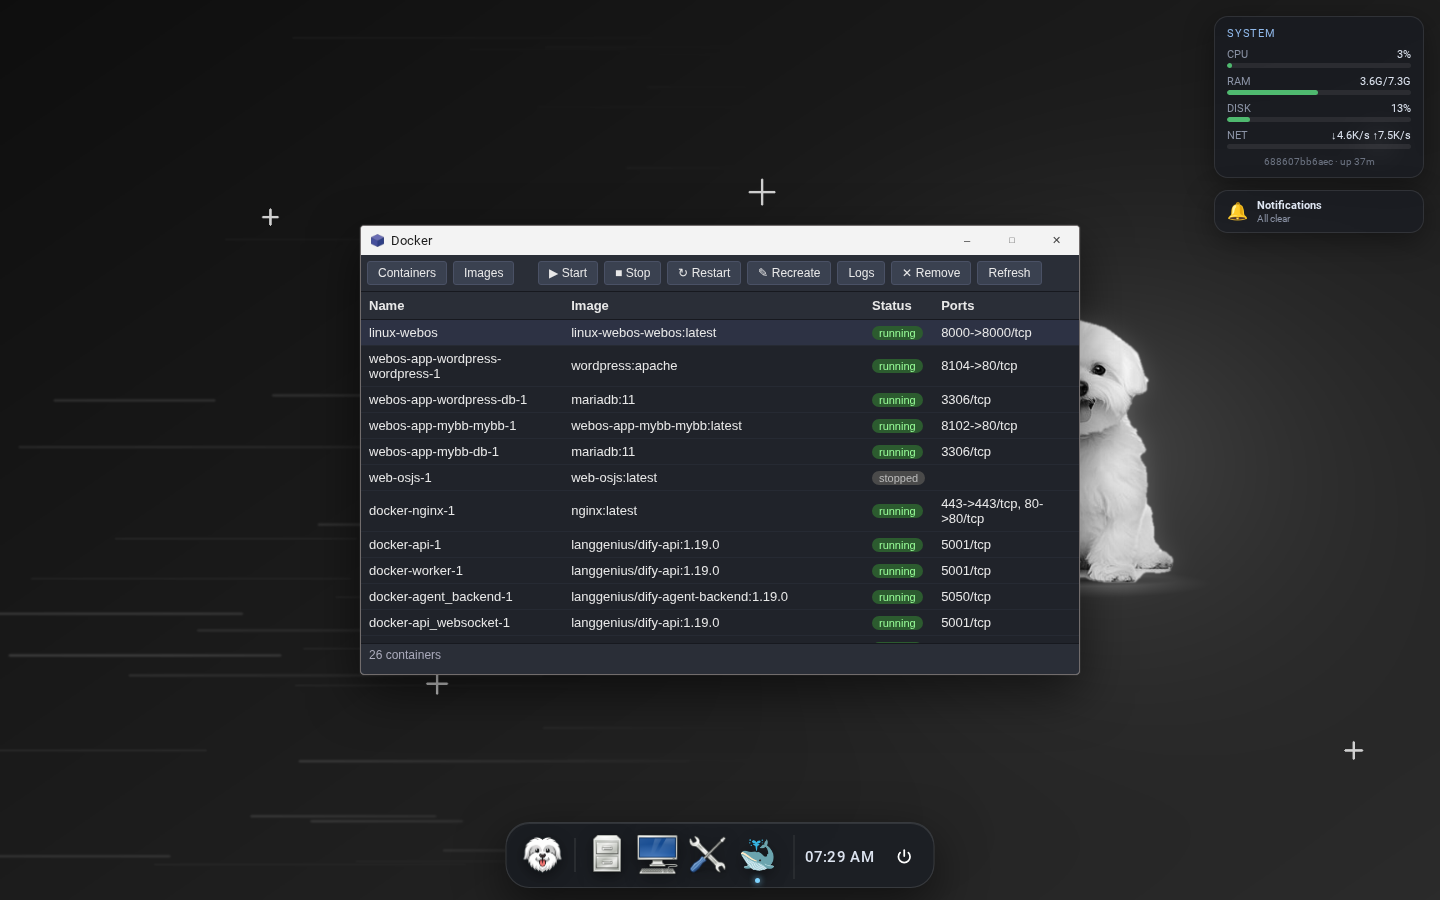 SYSTEM
CPU 3%
RAM 3.6G/7.3G
DISK 13%
NET ↓4.6K/s ↑7.5K/s
688607bb6aec · up 37m
🔔 Notifications
All clear
Docker
Containers Images ▶ Start ■ Stop ↻ Restart ✎ Recreate Logs ✕ Remove Refresh
Name Image Status Ports
linux-webos linux-webos-webos:latest running 8000->8000/tcp
webos-app-wordpress-
wordpress-1 wordpress:apache running 8104->80/tcp
webos-app-wordpress-db-1 mariadb:11 running 3306/tcp
webos-app-mybb-mybb-1 webos-app-mybb-mybb:latest running 8102->80/tcp
webos-app-mybb-db-1 mariadb:11 running 3306/tcp
web-osjs-1 web-osjs:latest stopped
docker-nginx-1 nginx:latest running 443->443/tcp, 80-
>80/tcp
docker-api-1 langgenius/dify-api:1.19.0 running 5001/tcp
docker-worker-1 langgenius/dify-api:1.19.0 running 5001/tcp
docker-agent_backend-1 langgenius/dify-agent-backend:1.19.0 running 5050/tcp
docker-api_websocket-1 langgenius/dify-api:1.19.0 running 5001/tcp
26 containers
07:29 AM